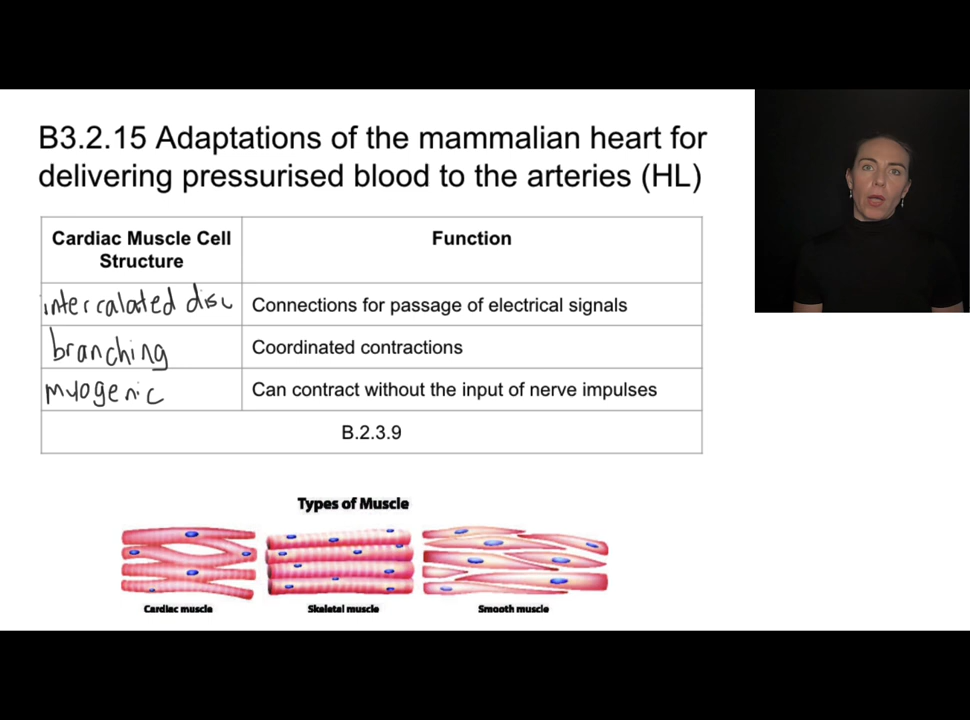 B3.2.15 Adaptations of the mammalian heart for
delivering pressurised blood to the arteries (HL)
Cardiac Muscle Cell
Structure
Function
intercalated disc
Connections for passage of electrical signals
branching
Coordinated contractions
myogenic
Can contract without the input of nerve impulses
B.2.3.9
Types of Muscle
Cardiac muscle
Skeletal muscle
Smooth muscle